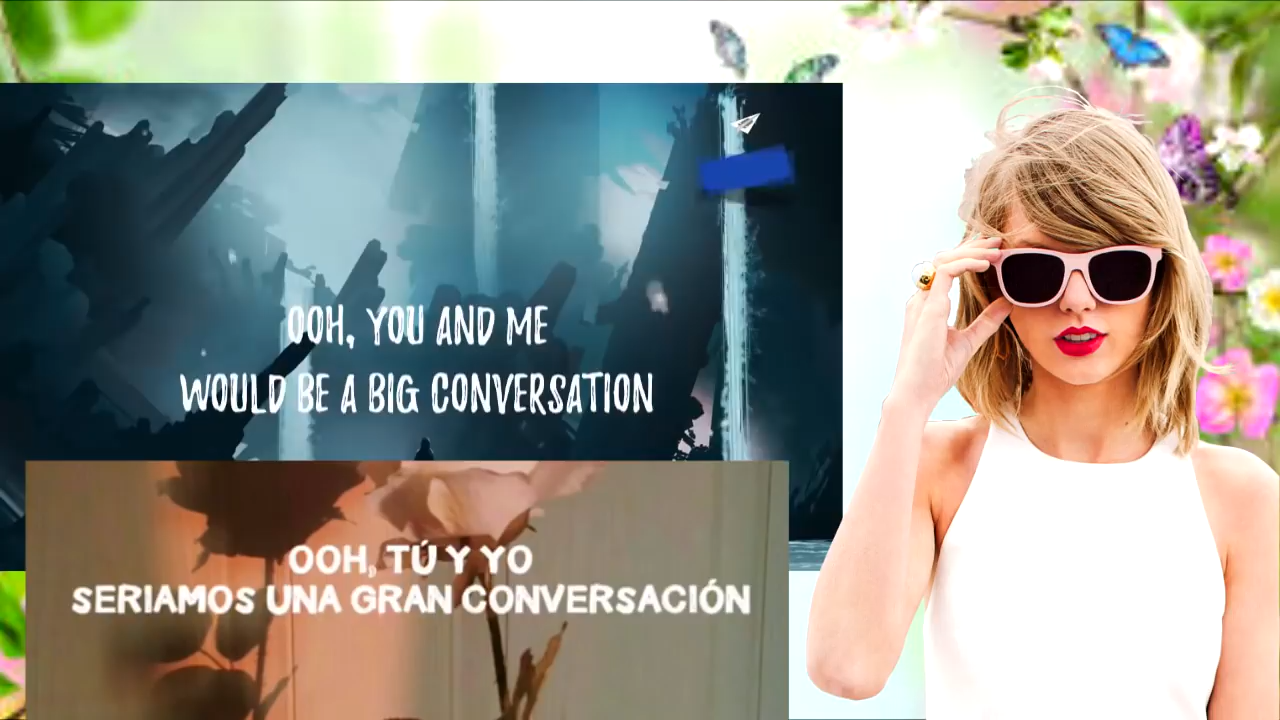 OOH, YOU AND ME
WOULD BE A BIG CONVERSATION
OOH, TÚ Y YO
SERIAMOS UNA GRAN CONVERSACIÓN